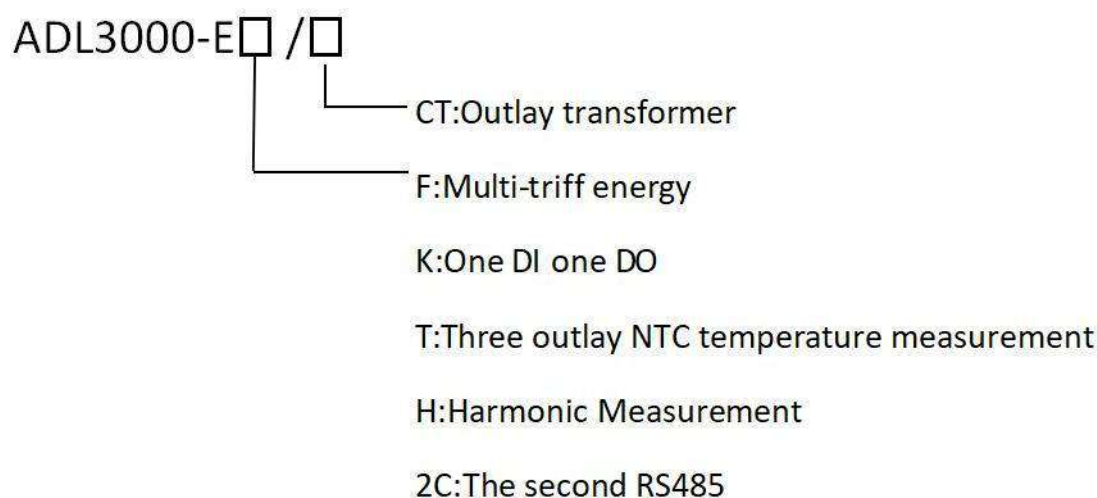 ADL3000-E□ /□
CT:Outlay transformer
F:Multi-triff energy
K:One DI one DO
T:Three outlay NTC temperature measurement
H:Harmonic Measurement
2C:The second RS485